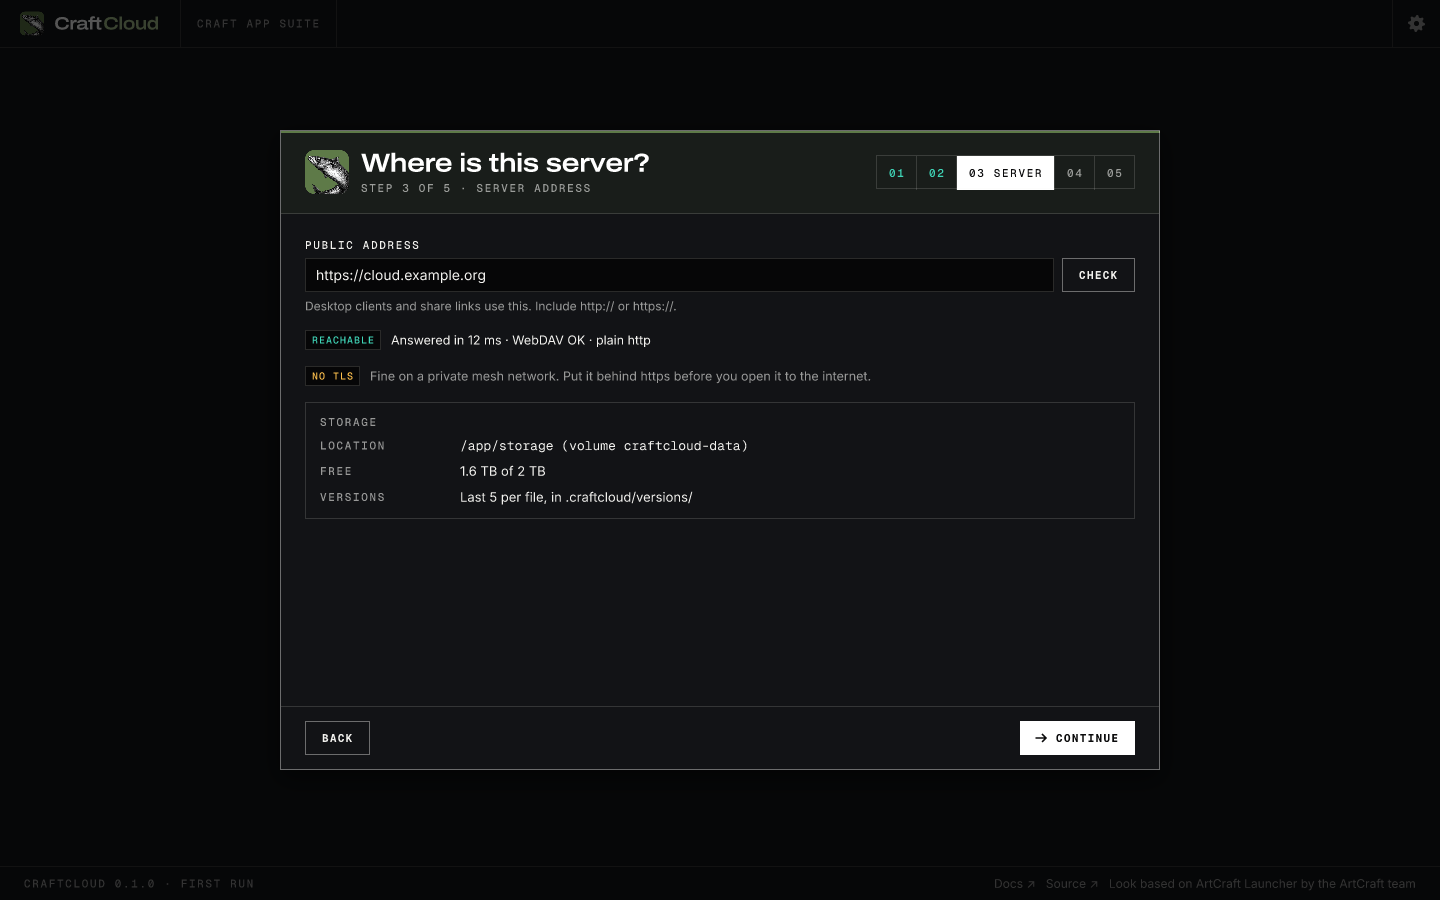 CraftCloud
CRAFT APP SUITE
Where is this server?
STEP 3 OF 5 · SERVER ADDRESS
01 02 03 SERVER 04 05
PUBLIC ADDRESS
https://cloud.example.org
CHECK
Desktop clients and share links use this. Include http:// or https://.
REACHABLE Answered in 12 ms · WebDAV OK · plain http
NO TLS Fine on a private mesh network. Put it behind https before you open it to the internet.
STORAGE
LOCATION /app/storage (volume craftcloud-data)
FREE 1.6 TB of 2 TB
VERSIONS Last 5 per file, in .craftcloud/versions/
BACK
→ CONTINUE
CRAFTCLOUD 0.1.0 · FIRST RUN
Docs ↗ Source ↗ Look based on ArtCraft Launcher by the ArtCraft team